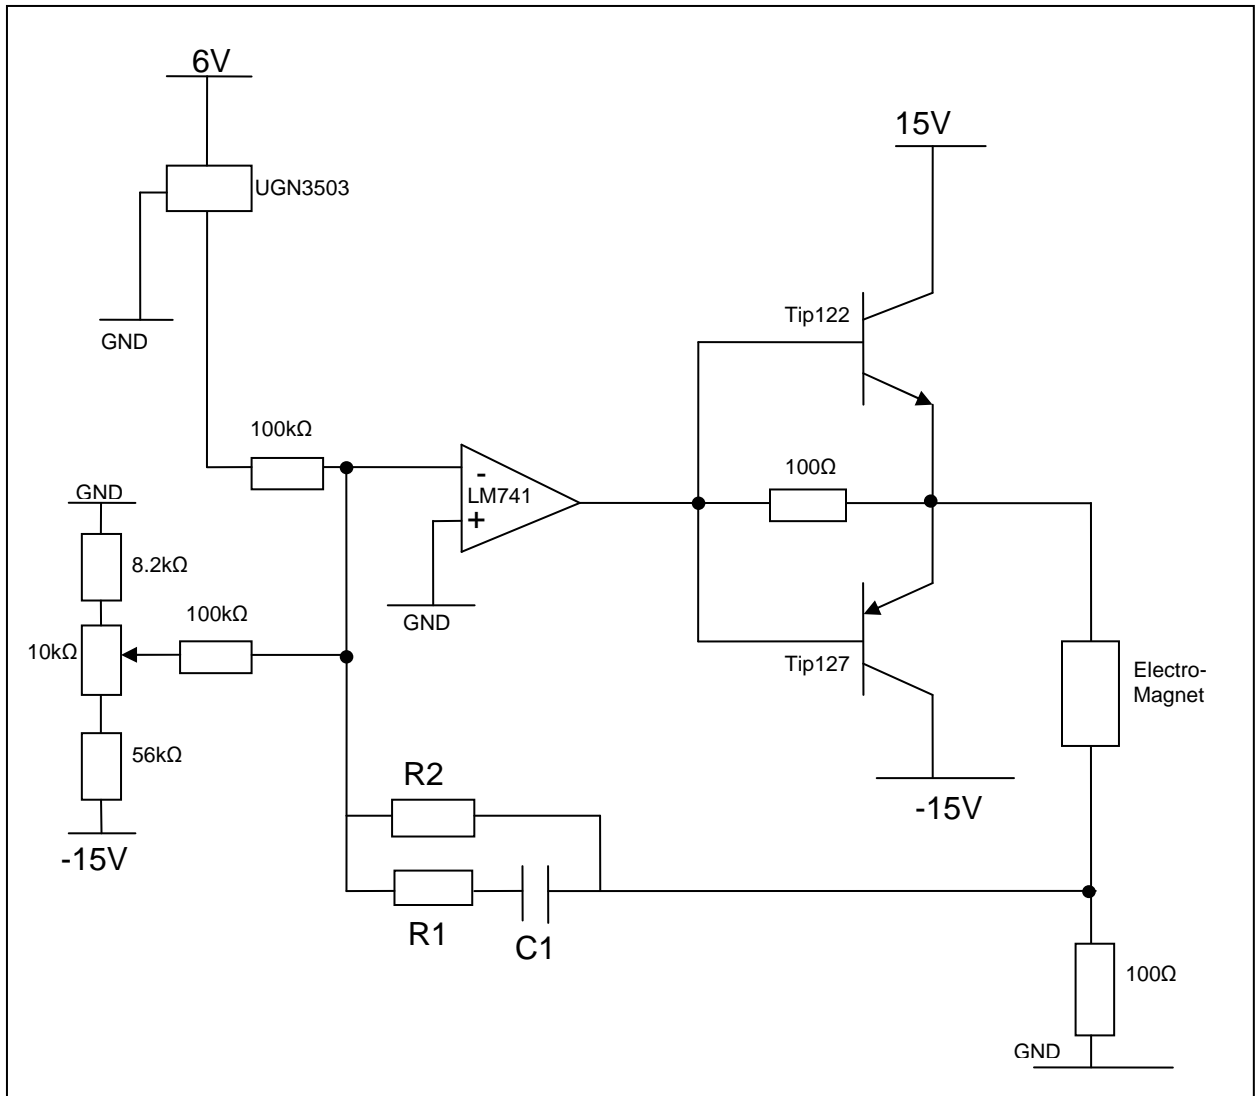 6V
15V
UGN3503
Tip122
GND
100kΩ
100Ω
-
LM741
+
GND
8.2kΩ
100kΩ
GND
10kΩ
Tip127
Electro-
Magnet
56kΩ
R2
-15V
-15V
R1
C1
100Ω
GND